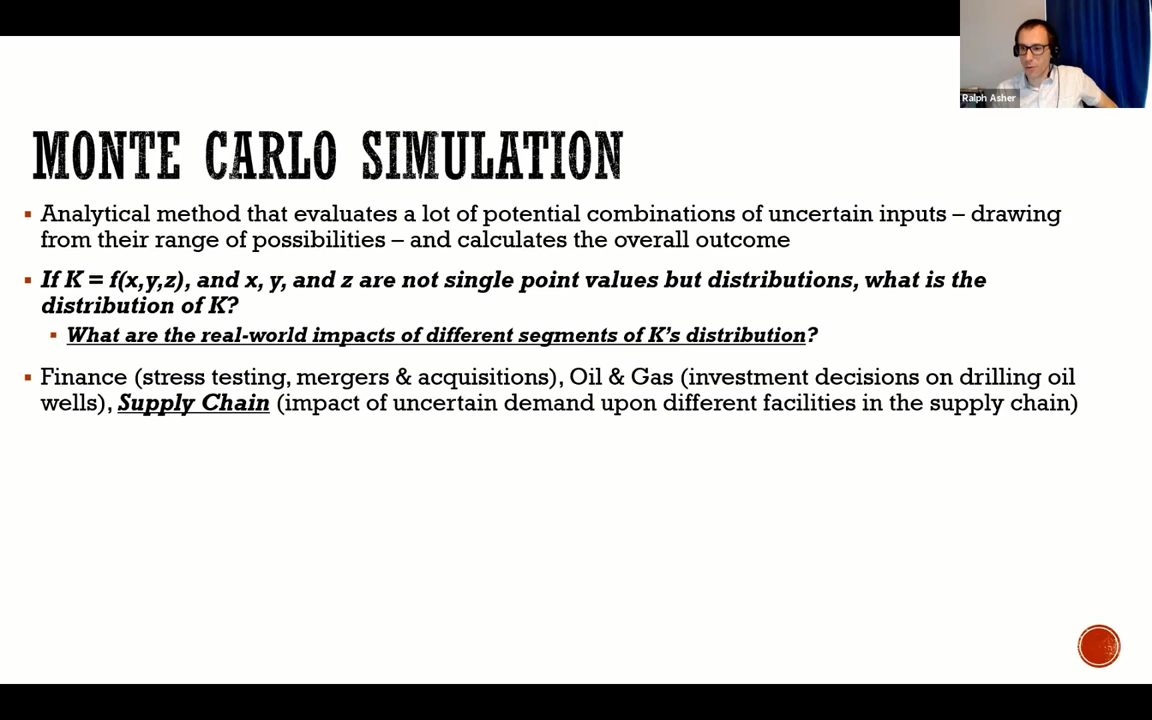 Ralph Asher
MONTE CARLO SIMULATION
▪ Analytical method that evaluates a lot of potential combinations of uncertain inputs – drawing
from their range of possibilities – and calculates the overall outcome
▪ If K = f(x,y,z), and x, y, and z are not single point values but distributions, what is the
distribution of K?
▪ What are the real-world impacts of different segments of K's distribution?
▪ Finance (stress testing, mergers & acquisitions), Oil & Gas (investment decisions on drilling oil
wells), Supply Chain (impact of uncertain demand upon different facilities in the supply chain)